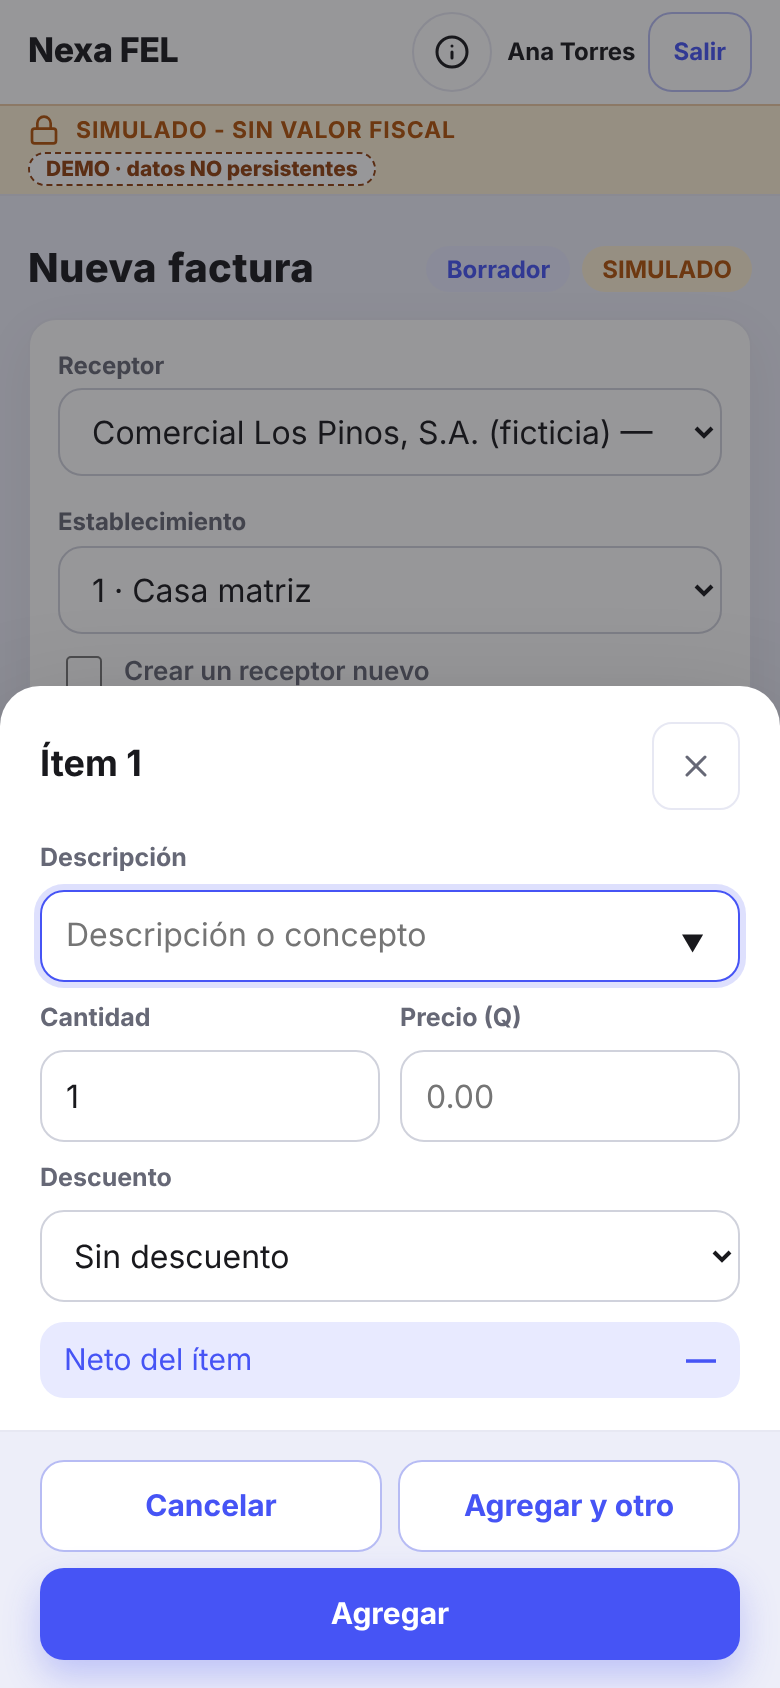 Nexa FEL
Ana Torres
Salir
SIMULADO - SIN VALOR FISCAL
DEMO · datos NO persistentes
Nueva factura
Borrador
SIMULADO
Receptor
Comercial Los Pinos, S.A. (ficticia) —
Establecimiento
1 · Casa matriz
Crear un receptor nuevo
Ítem 1
Descripción
Descripción o concepto
Cantidad
Precio (Q)
1
0.00
Descuento
Sin descuento
Neto del ítem
—
Cancelar
Agregar y otro
Agregar